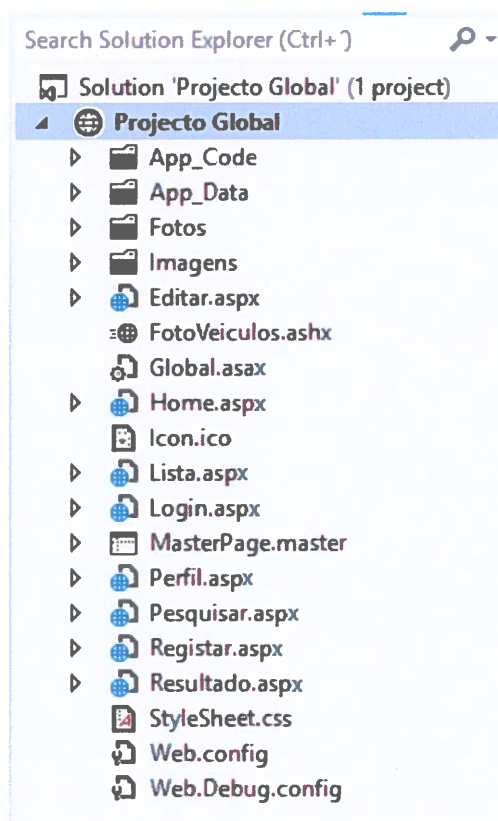 Search Solution Explorer (Ctrl+´)
Solution 'Projecto Global' (1 project)
Projecto Global
App_Code
App_Data
Fotos
Imagens
Editar.aspx
FotoVeiculos.ashx
Global.asax
Home.aspx
Icon.ico
Lista.aspx
Login.aspx
MasterPage.master
Perfil.aspx
Pesquisar.aspx
Registar.aspx
Resultado.aspx
StyleSheet.css
Web.config
Web.Debug.config